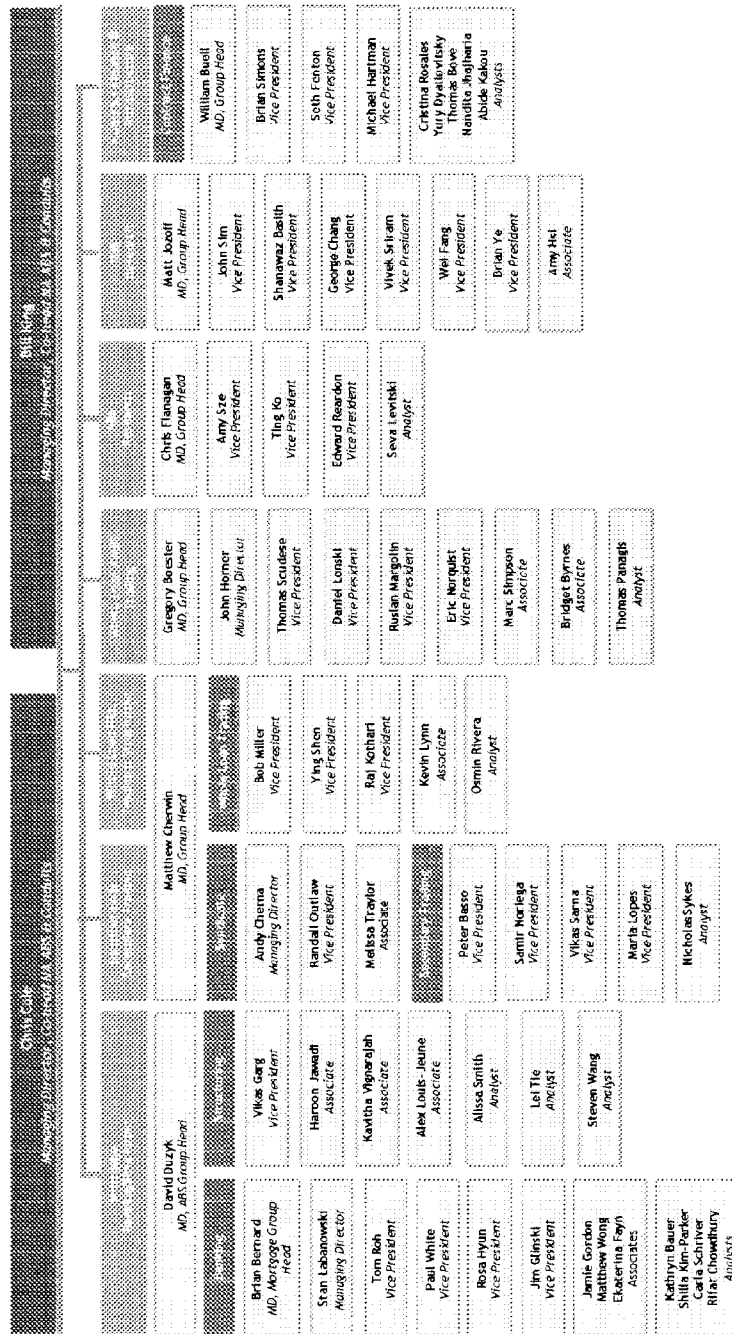 Bill King
David Duzyk
MD, ABS Group Head
Brian Bernard
MD, Mortgage Group
Head
Stan Labanowski
Managing Director
Tom Roh
Vice President
Paul White
Vice President
Rosa Hyun
Vice President
Jim Glinski
Vice President
Jamie Gordon
Matthew Wong
Ekaterina Fayn
Associates
Kathryn Bauer
Shilla Kim-Parker
Carla Schriver
Rifat Chowdhury
Analysts
Vikas Garg
Vice President
Haroon Jawadi
Associate
Kavitha Vignarajah
Associate
Alex Louis-Jeune
Associate
Alissa Smith
Analyst
Lei Tie
Analyst
Steven Wang
Analyst
Matthew Cherwin
MD, Group Head
Andy Cherna
Managing Director
Randall Outlaw
Vice President
Melissa Traylor
Associate
Peter Basso
Vice President
Samir Noriega
Vice President
Vikas Sarna
Vice President
Marta Lopes
Vice President
Nicholas Sykes
Analyst
Bob Miller
Vice President
Ying Shen
Vice President
Raj Kothari
Vice President
Kevin Lynn
Associate
Osmin Rivera
Analyst
Gregory Boester
MD, Group Head
John Horner
Managing Director
Thomas Scudese
Vice President
Daniel Lonski
Vice President
Ruslan Margolin
Vice President
Eric Norquist
Vice President
Marc Simpson
Associate
Bridget Byrnes
Associate
Thomas Panagis
Analyst
Chris Flanagan
MD, Group Head
Amy Sze
Vice President
Ting Ko
Vice President
Edward Reardon
Vice President
Seva Levitski
Analyst
Matt Jozoff
MD, Group Head
John Sim
Vice President
Shanawaz Basith
Vice President
George Chang
Vice President
Vivek Sriram
Vice President
Wei Fang
Vice President
Brian Ye
Vice President
Amy Hsi
Associate
William Buell
MD, Group Head
Brian Simons
Vice President
Seth Fenton
Vice President
Michael Hartman
Vice President
Cristina Rosales
Yury Dyatlovitsky
Thomas Bove
Nandita Jhajharia
Abide Kakou
Analysts